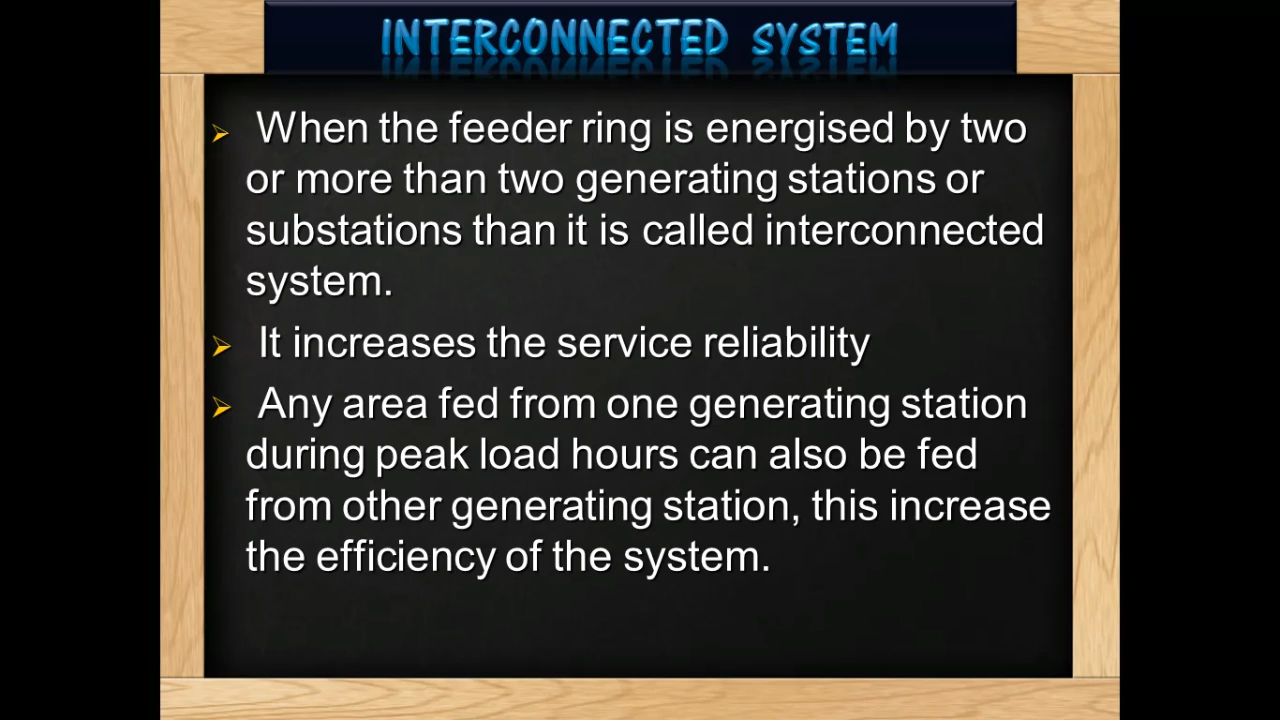 INTERCONNECTED SYSTEM
➢ When the feeder ring is energised by two
or more than two generating stations or
substations than it is called interconnected
system.
➢ It increases the service reliability
➢ Any area fed from one generating station
during peak load hours can also be fed
from other generating station, this increase
the efficiency of the system.